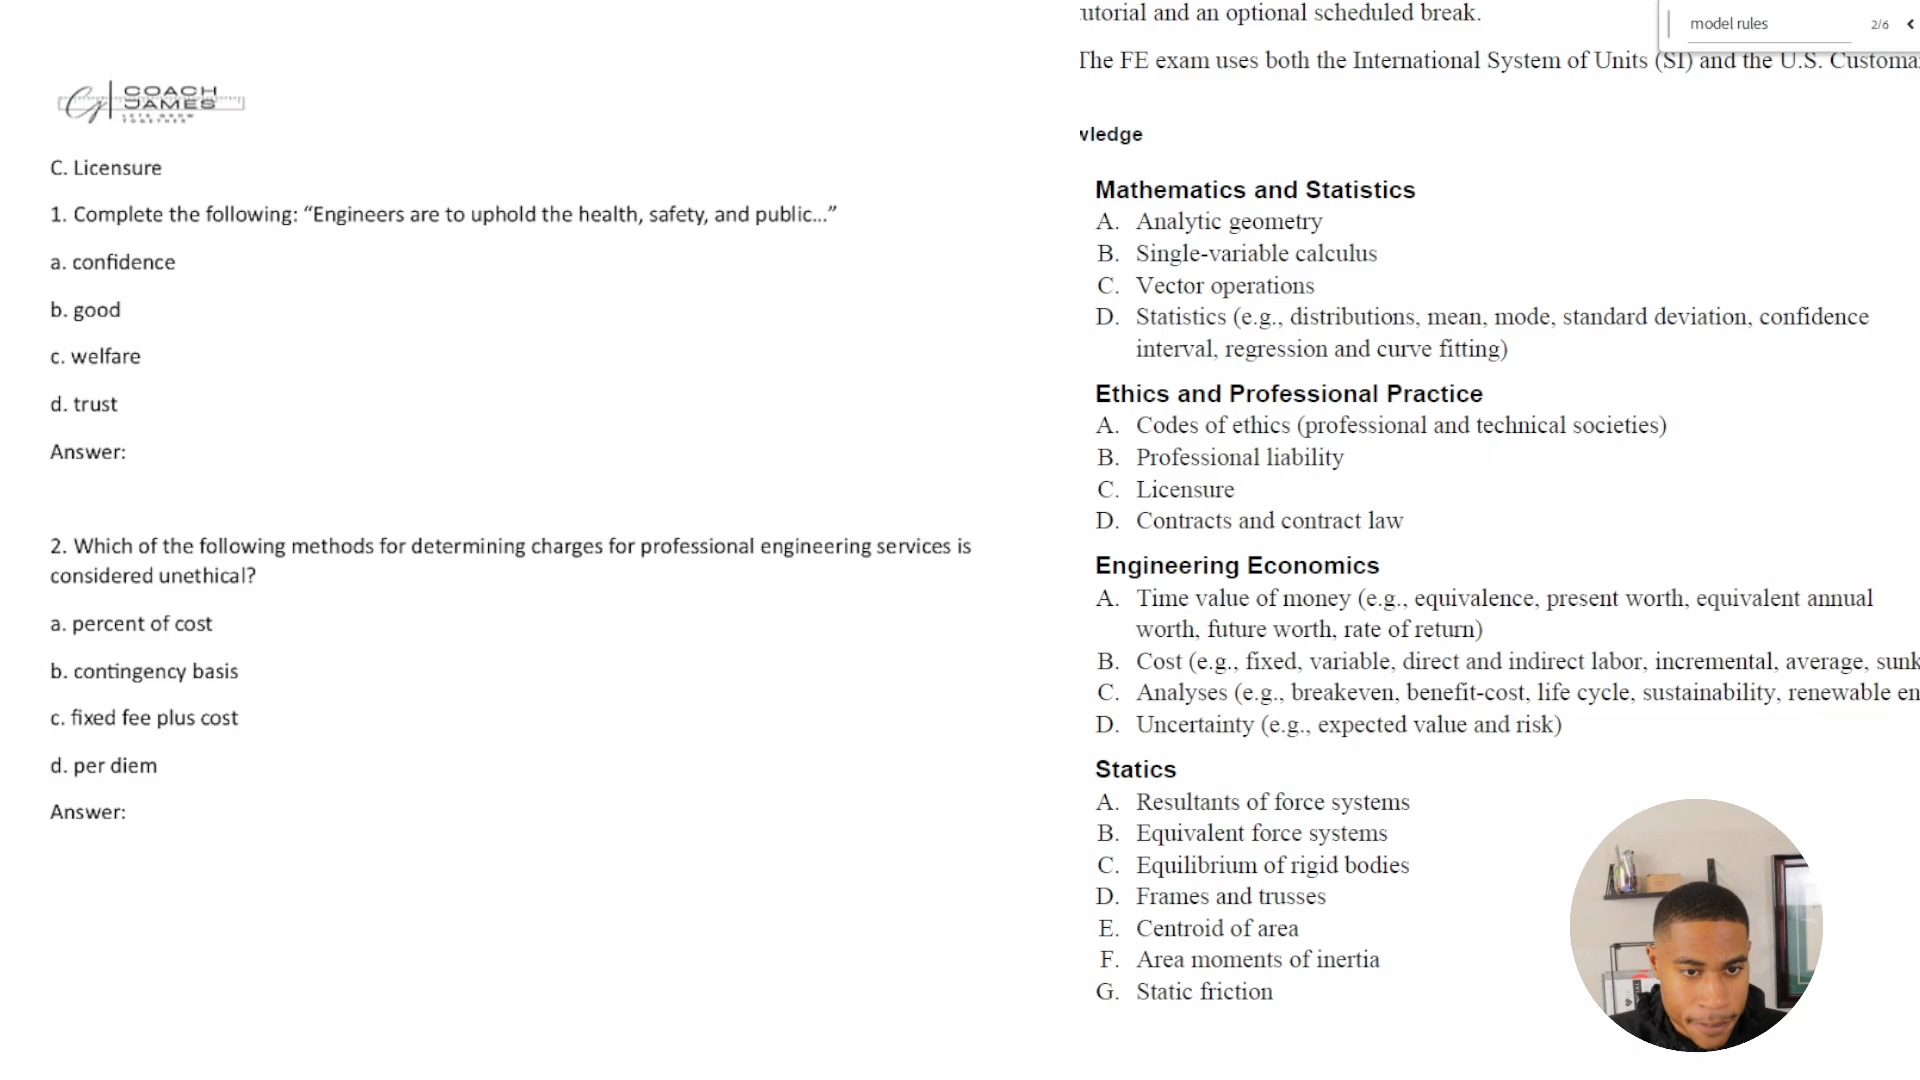 COACH
JAMES
LETS GROW
TOGETHER
C. Licensure
1. Complete the following: “Engineers are to uphold the health, safety, and public...”
a. confidence
b. good
c. welfare
d. trust
Answer:
2. Which of the following methods for determining charges for professional engineering services is
considered unethical?
a. percent of cost
b. contingency basis
c. fixed fee plus cost
d. per diem
Answer:
utorial and an optional scheduled break.
model rules 2/6
The FE exam uses both the International System of Units (SI) and the U.S. Customa
wledge
Mathematics and Statistics
A. Analytic geometry
B. Single-variable calculus
C. Vector operations
D. Statistics (e.g., distributions, mean, mode, standard deviation, confidence
interval, regression and curve fitting)
Ethics and Professional Practice
A. Codes of ethics (professional and technical societies)
B. Professional liability
C. Licensure
D. Contracts and contract law
Engineering Economics
A. Time value of money (e.g., equivalence, present worth, equivalent annual
worth, future worth, rate of return)
B. Cost (e.g., fixed, variable, direct and indirect labor, incremental, average, sunk
C. Analyses (e.g., breakeven, benefit-cost, life cycle, sustainability, renewable en
D. Uncertainty (e.g., expected value and risk)
Statics
A. Resultants of force systems
B. Equivalent force systems
C. Equilibrium of rigid bodies
D. Frames and trusses
E. Centroid of area
F. Area moments of inertia
G. Static friction